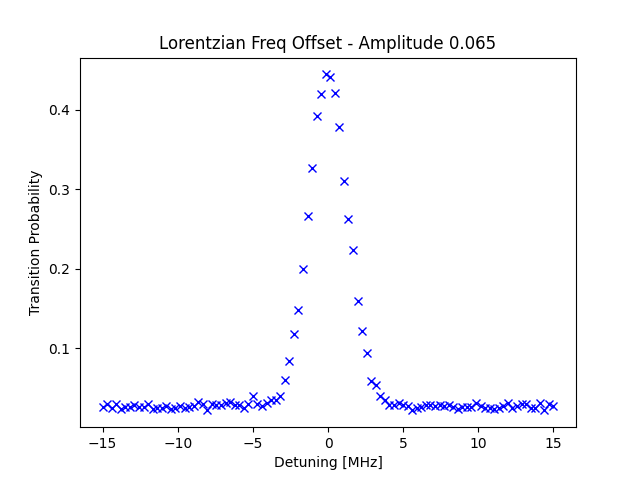 Lorentzian Freq Offset - Amplitude 0.065
Transition Probability
0.4
0.3
0.2
0.1
−15 −10 −5 0 5 10 15
Detuning [MHz]